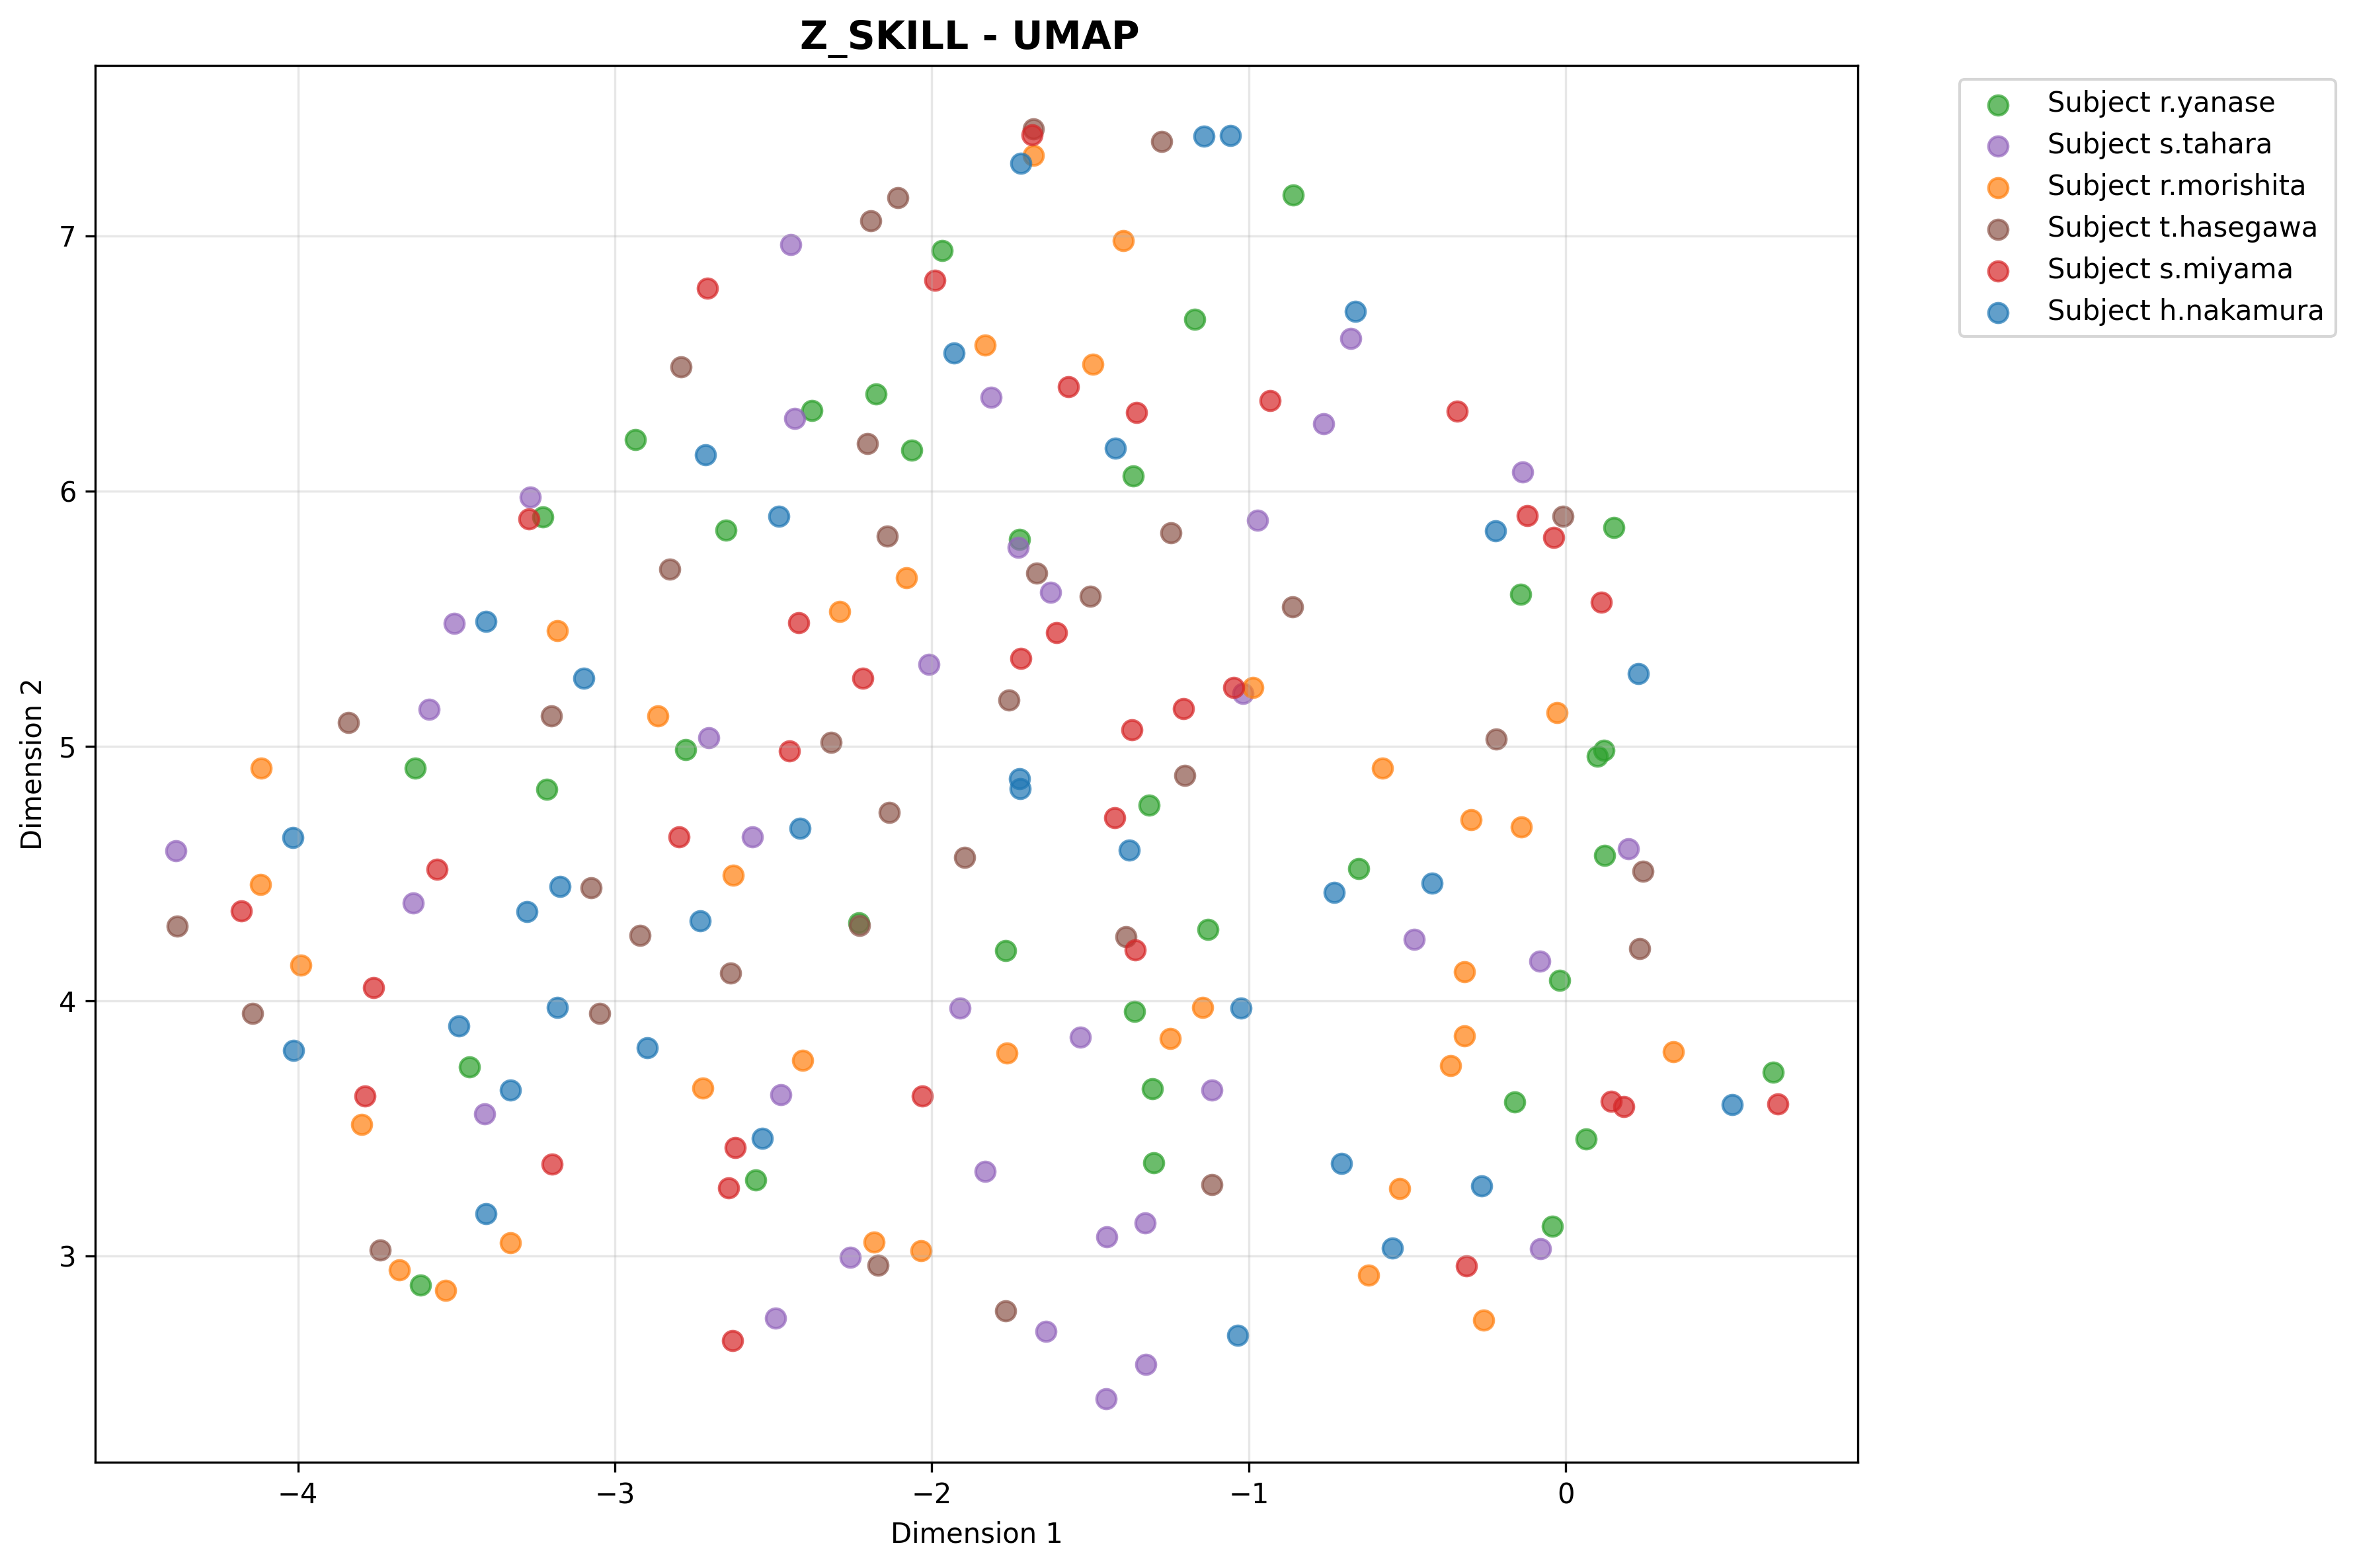 Z_SKILL - UMAP
Subject r.yanase
Subject s.tahara
Subject r.morishita
Subject t.hasegawa
Subject s.miyama
Subject h.nakamura
7
6
5
4
3
Dimension 2
−4
−3
−2
−1
0
Dimension 1